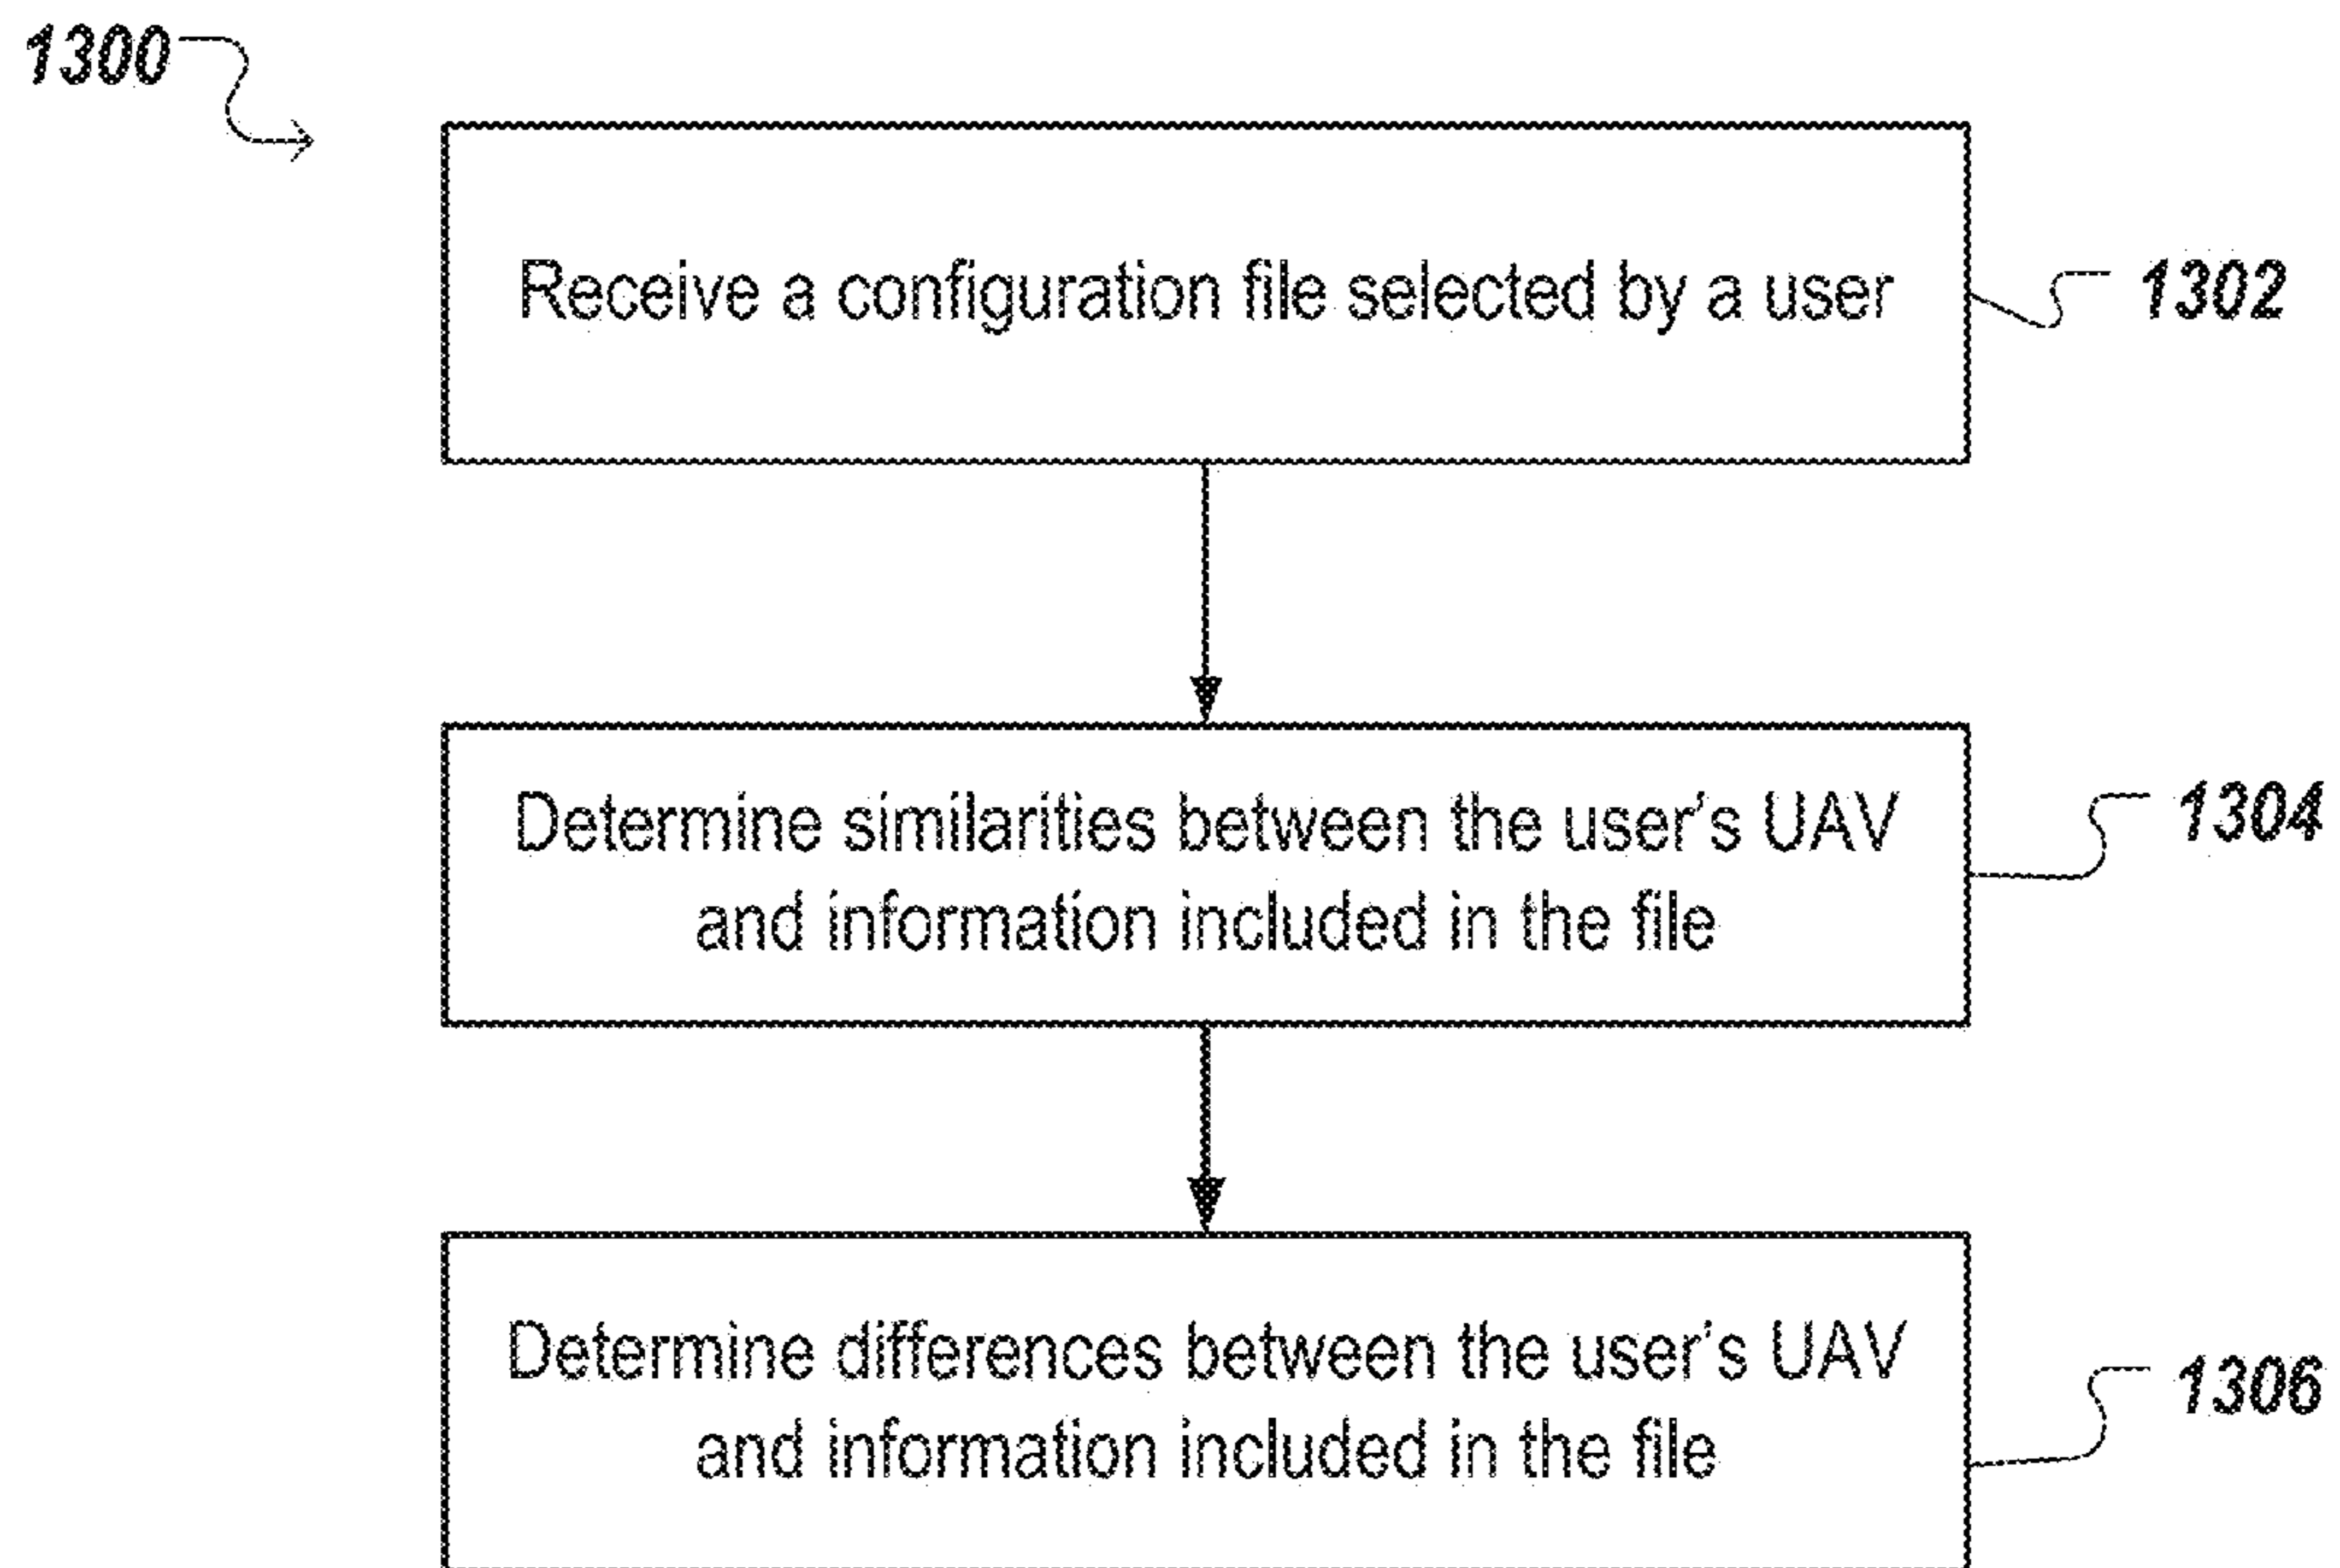 1300
Receive a configuration file selected by a user
1302
Determine similarities between the user's UAV
and information included in the file
1304
Determine differences between the user's UAV
and information included in the file
1306